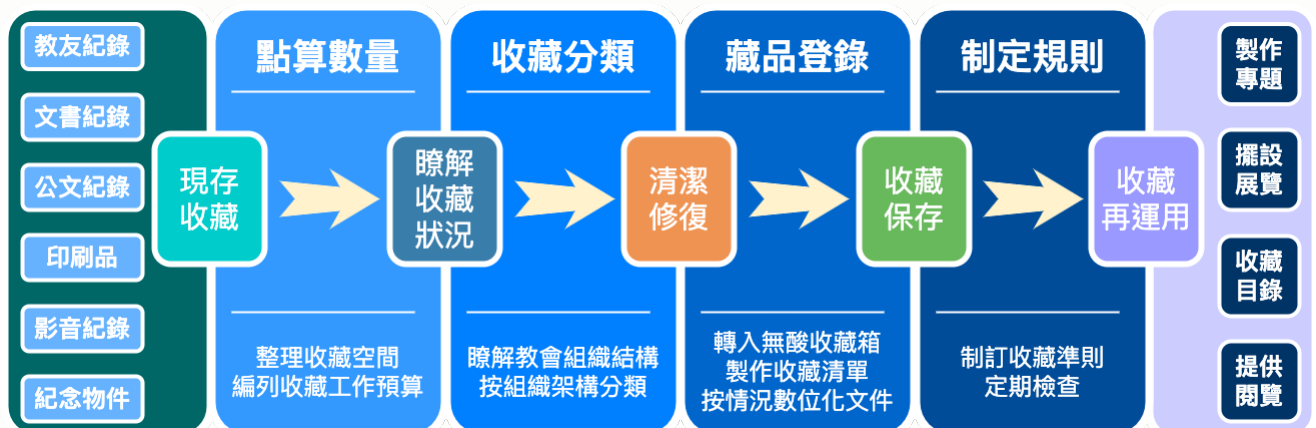 教友紀錄
文書紀錄
公文紀錄
印刷品
影音紀錄
紀念物件
現存
收藏
點算數量
整理收藏空間
編列收藏工作預算
瞭解
收藏
狀況
收藏分類
瞭解教會組織結構
按組織架構分類
清潔
修復
藏品登錄
轉入無酸收藏箱
製作收藏清單
按情況數位化文件
收藏
保存
制定規則
制訂收藏準則
定期檢查
收藏
再運用
製作
專題
擺設
展覽
收藏
目錄
提供
閱覽